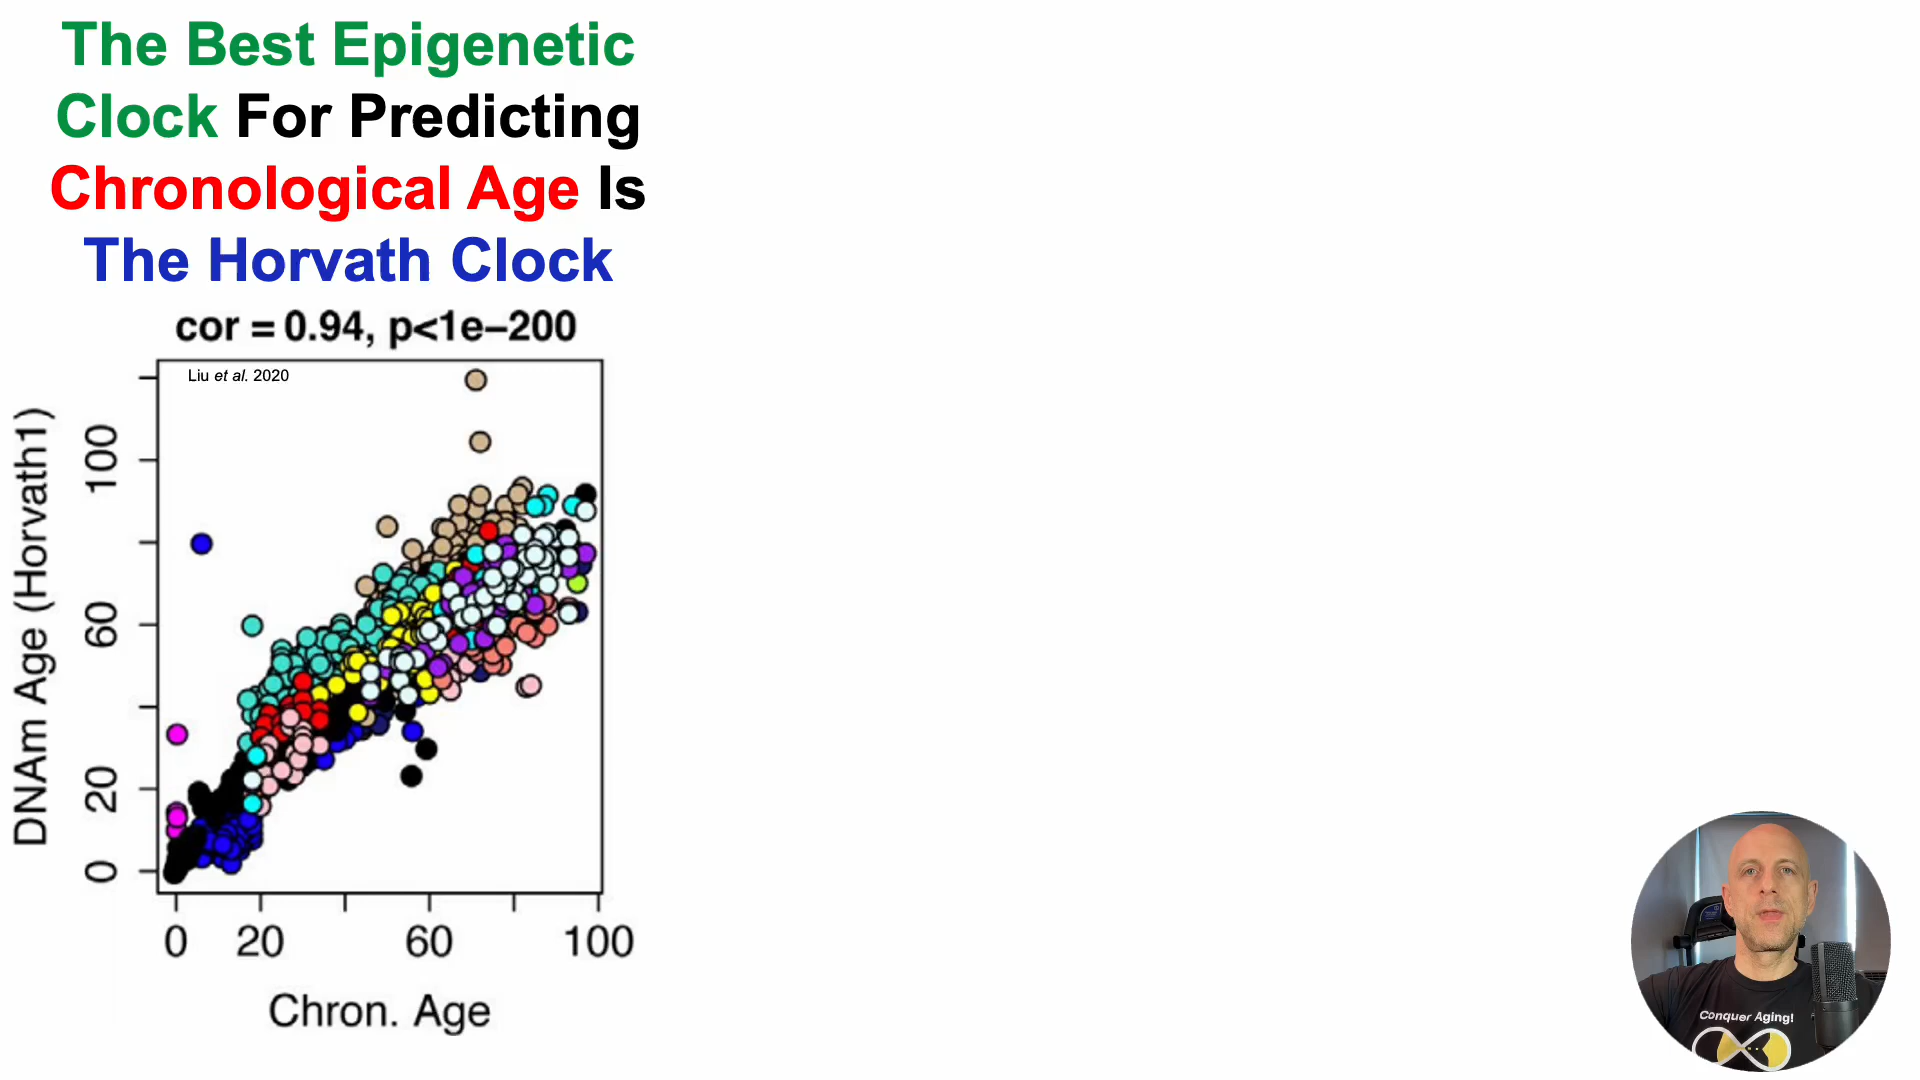 The Best Epigenetic
Clock For Predicting
Chronological Age Is
The Horvath Clock
cor = 0.94, p<1e−200
Liu et al. 2020
DNAm Age (Horvath1)
100
60
20
0
0 20 60 100
Chron. Age
Conquer Aging!